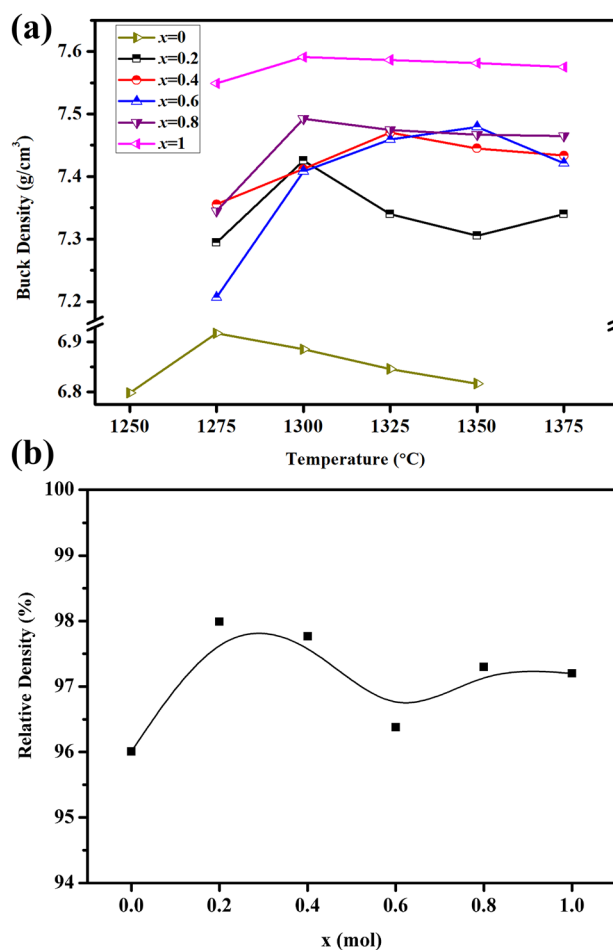 (a)
x=0
x=0.2
x=0.4
x=0.6
x=0.8
x=1
7.6
7.5
7.4
7.3
7.2
6.9
6.8
Buck Density (g/cm³)
1250 1275 1300 1325 1350 1375
Temperature (°C)
(b)
100
99
98
97
96
95
94
Relative Density (%)
0.0 0.2 0.4 0.6 0.8 1.0
x (mol)